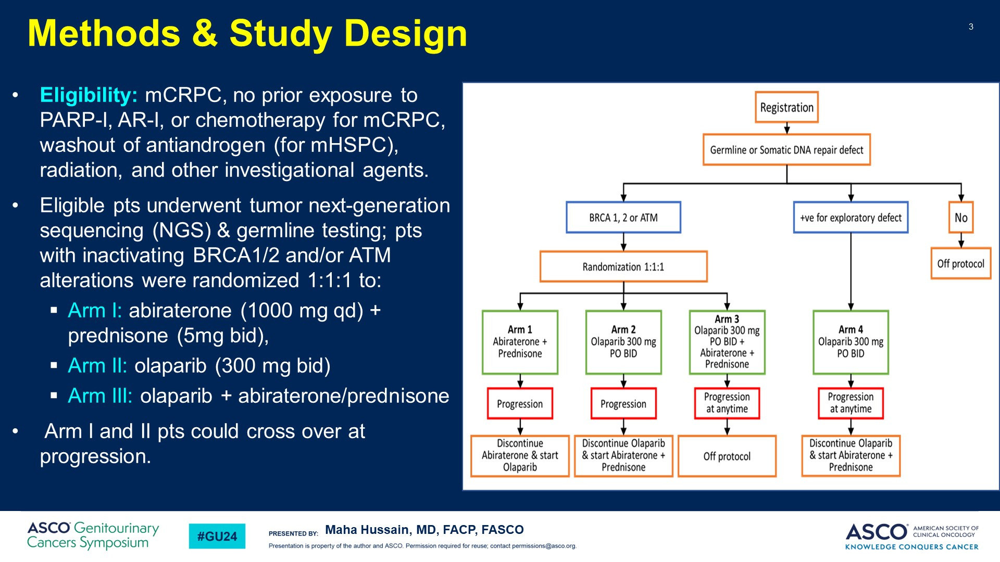 Methods & Study Design
3
• Eligibility: mCRPC, no prior exposure to
PARP-I, AR-I, or chemotherapy for mCRPC,
washout of antiandrogen (for mHSPC),
radiation, and other investigational agents.
• Eligible pts underwent tumor next-generation
sequencing (NGS) & germline testing; pts
with inactivating BRCA1/2 and/or ATM
alterations were randomized 1:1:1 to:
▪ Arm I: abiraterone (1000 mg qd) +
prednisone (5mg bid),
▪ Arm II: olaparib (300 mg bid)
▪ Arm III: olaparib + abiraterone/prednisone
• Arm I and II pts could cross over at
progression.
Registration
Germline or Somatic DNA repair defect
BRCA 1, 2 or ATM
+ve for exploratory defect
No
Randomization 1:1:1
Off protocol
Arm 1
Abiraterone +
Prednisone
Arm 2
Olaparib 300 mg
PO BID
Arm 3
Olaparib 300 mg
PO BID +
Abiraterone +
Prednisone
Arm 4
Olaparib 300 mg
PO BID
Progression
Progression
Progression
at anytime
Progression
at anytime
Discontinue
Abiraterone & start
Olaparib
Discontinue Olaparib
& start Abiraterone +
Prednisone
Off protocol
Discontinue Olaparib
& start Abiraterone +
Prednisone
ASCO® Genitourinary
Cancers Symposium
#GU24
PRESENTED BY: Maha Hussain, MD, FACP, FASCO
Presentation is property of the author and ASCO. Permission required for reuse; contact permissions@asco.org.
ASCO® AMERICAN SOCIETY OF
CLINICAL ONCOLOGY
KNOWLEDGE CONQUERS CANCER